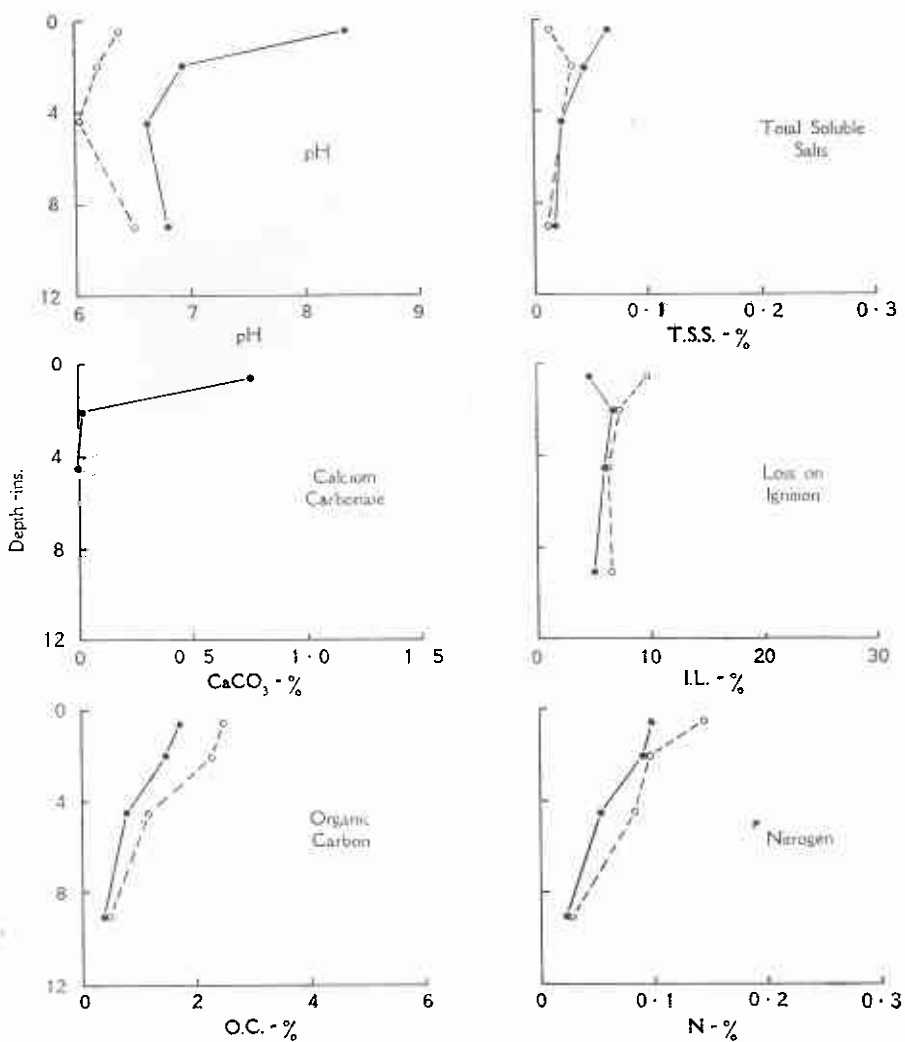 0
4
8
12
6
7
8
9
pH
pH
0·1
0·2
0·3
T.S.S. - %
Total Soluble
Salts
0
4
8
12
Depth -ins.
0
0 5
1·0
1 5
CaCO₃ - %
Calcium
Carbonate
0
10
20
30
I.L. - %
Loss on
Ignition
0
4
8
12
0
2
4
6
O.C. - %
Organic
Carbon
0
0·1
0·2
0·3
N - %
Nitrogen